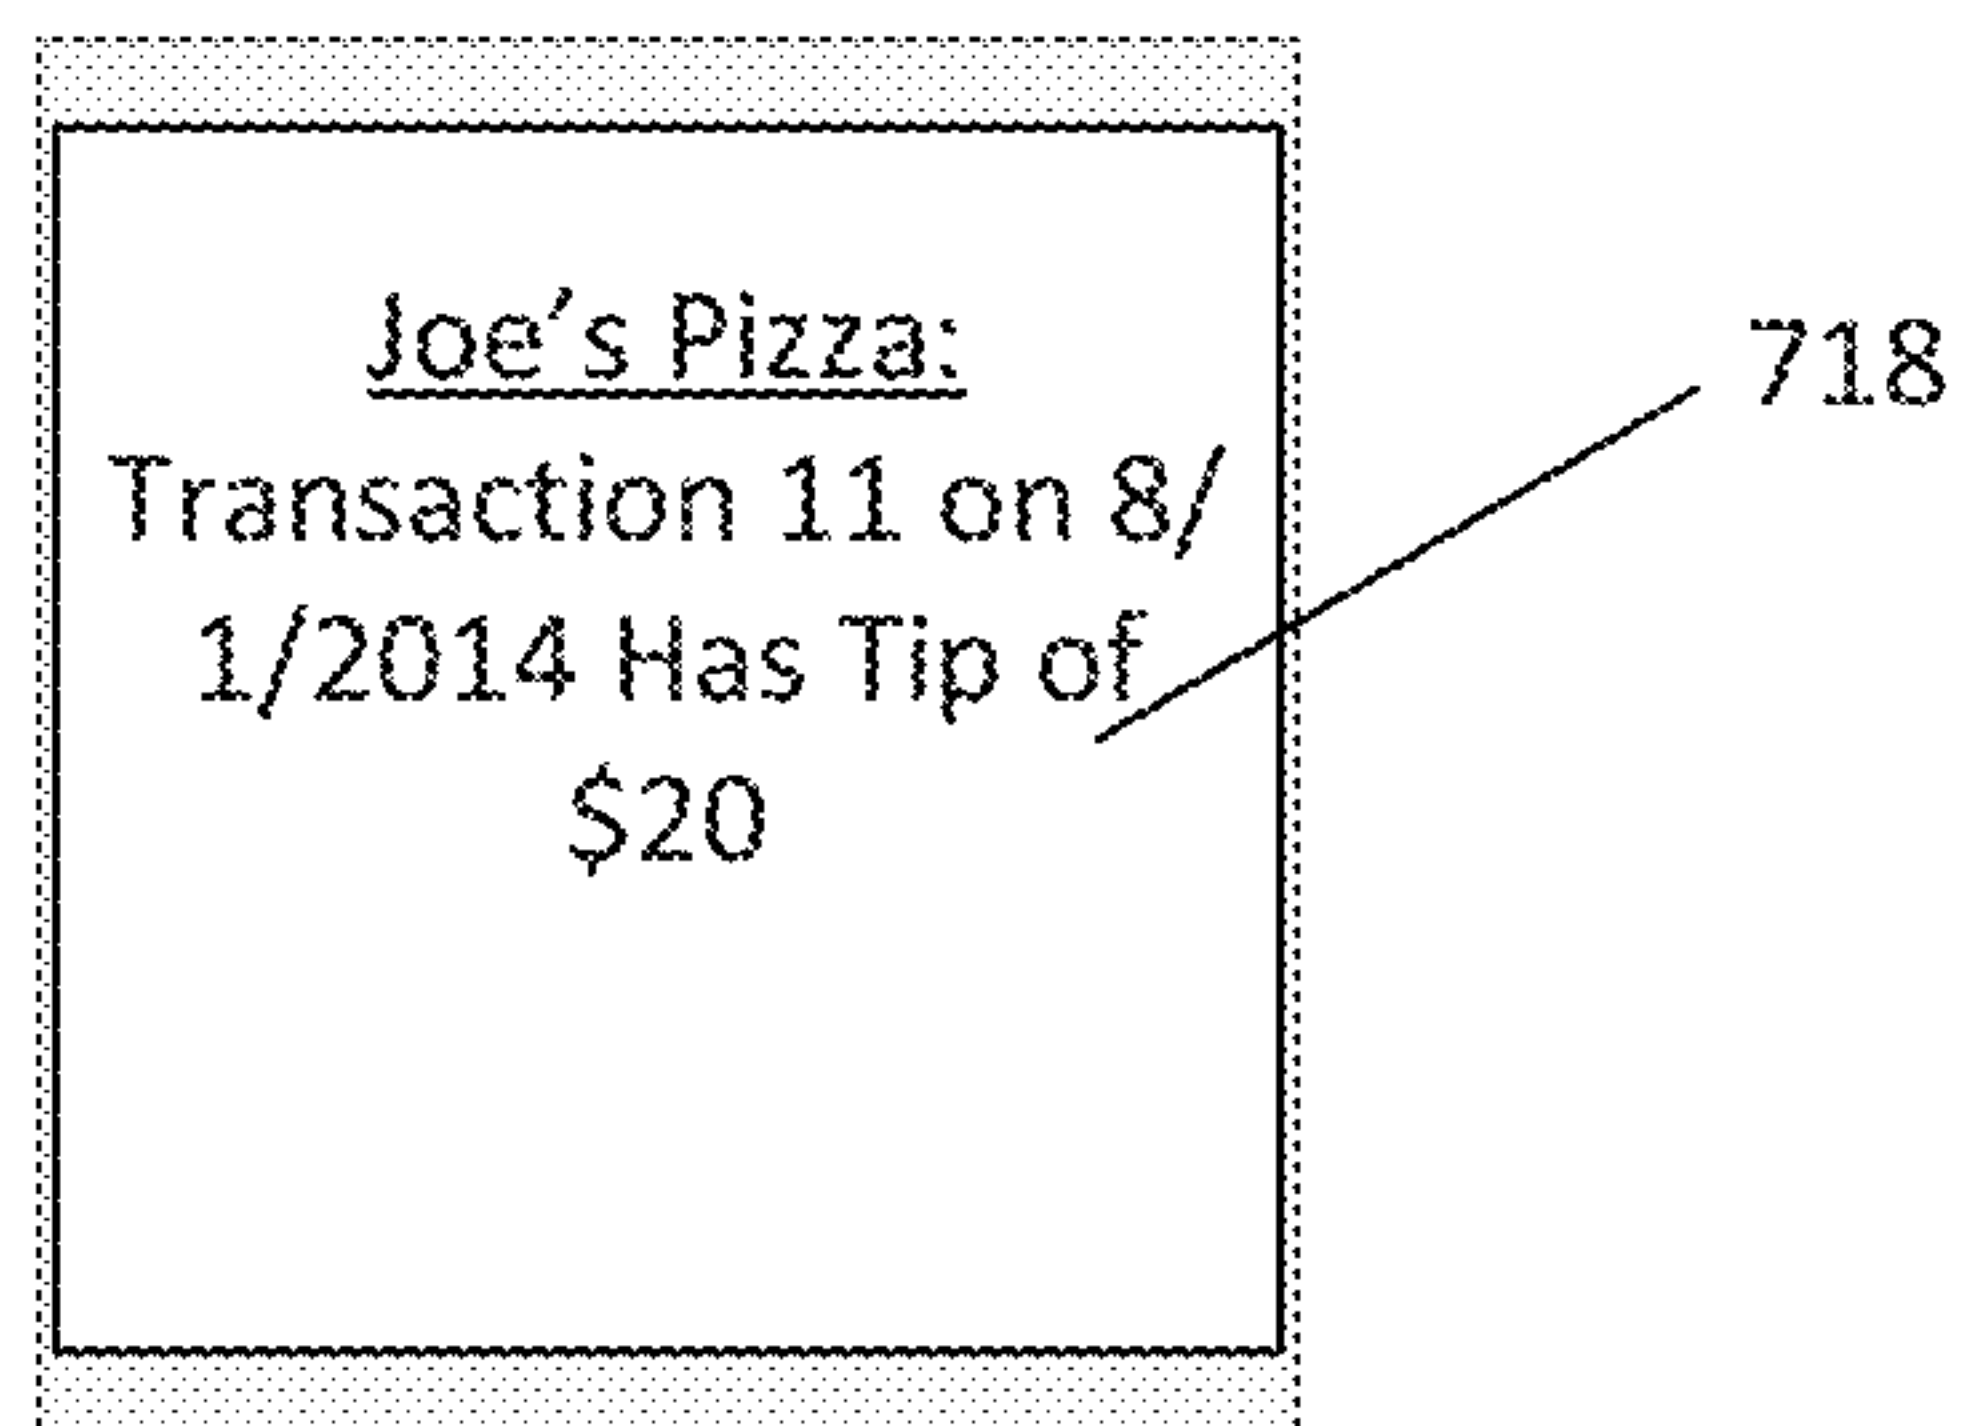 Joe's Pizza:
718
Transaction 11 on 8/
1/2014 Has Tip of
$20